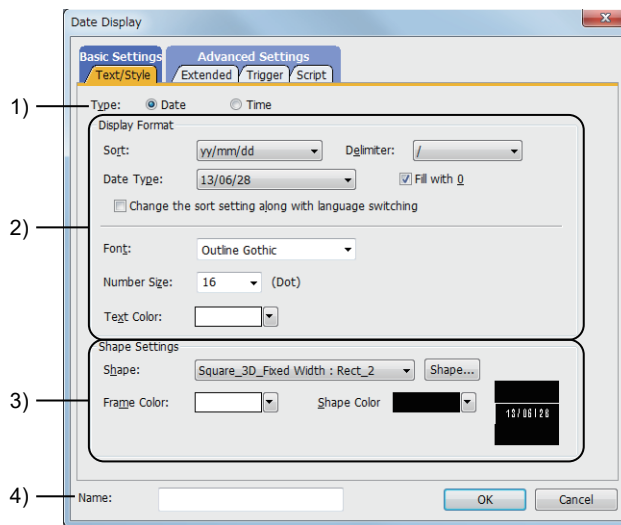 Date Display
Basic Settings Advanced Settings
Text/Style Extended Trigger Script
1) Type: Date Time
Display Format
Sort: yy/mm/dd Delimiter: /
Date Type: 13/06/28 Fill with 0
Change the sort setting along with language switching
2)
Font: Outline Gothic
Number Size: 16 (Dot)
Text Color:
Shape Settings
Shape: Square_3D_Fixed Width : Rect_2 Shape...
3) Frame Color: Shape Color 13/06/28
4) Name: OK Cancel